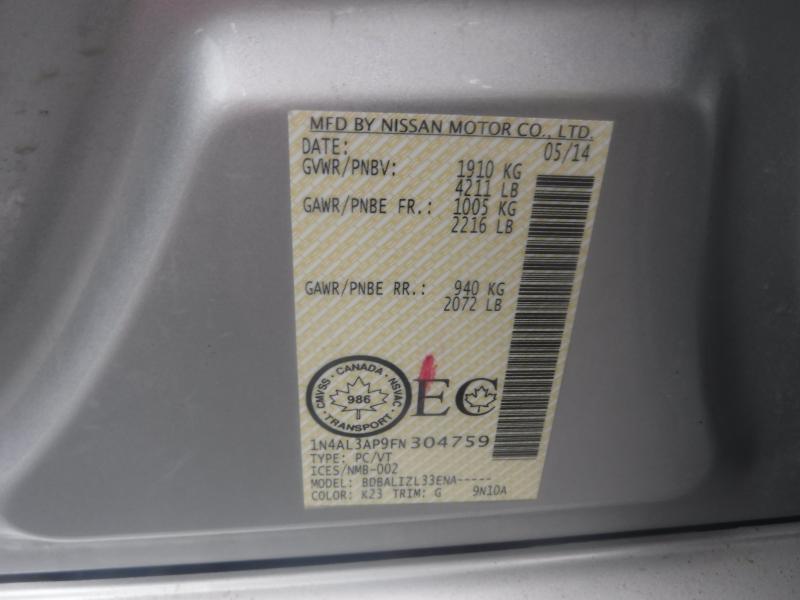 MFD BY NISSAN MOTOR CO., LTD.
DATE: 05/14
GVWR/PNBV: 1910 KG
4211 LB
GAWR/PNBE FR.: 1005 KG
2216 LB
GAWR/PNBE RR.: 940 KG
2072 LB
CMVSS · CANADA · NSVAC · TRANSPORT ·
986
EC
1N4AL3AP9FN304759
TYPE: PC/VT
ICES/NMB-002
MODEL: BDBALIZL33ENA-----
COLOR: K23 TRIM: G 9N10A